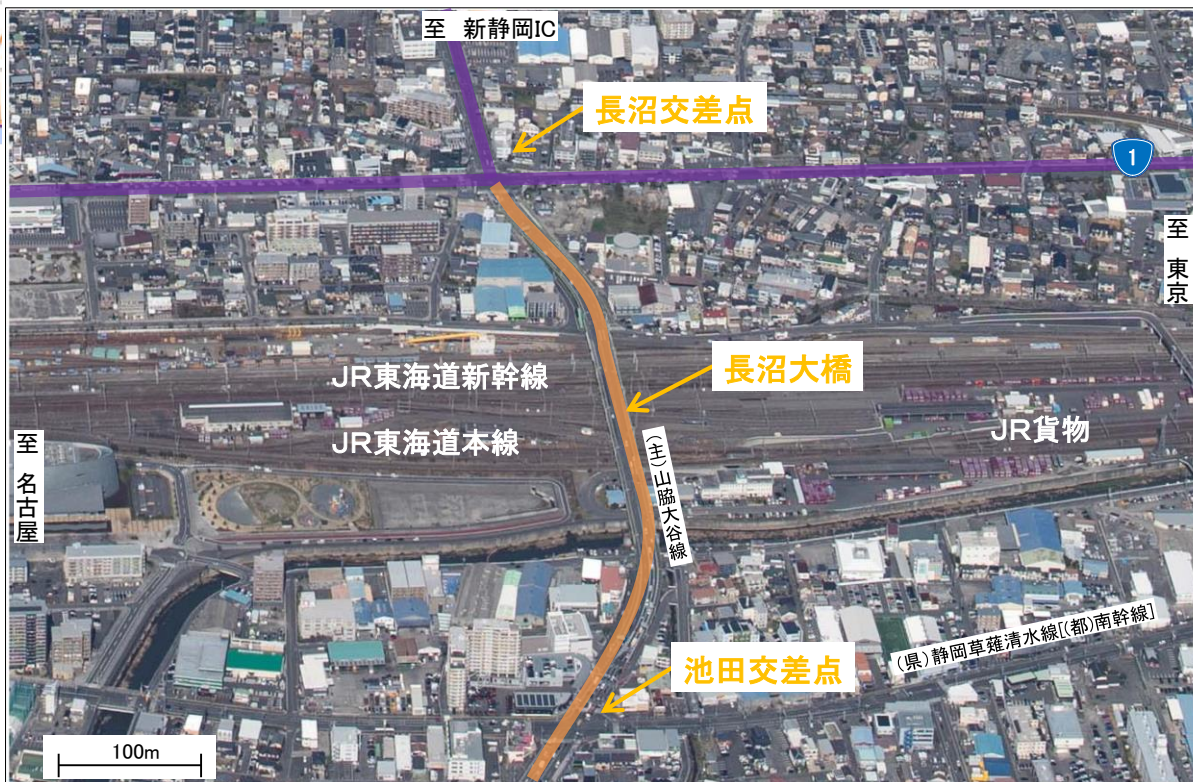 至 新静岡IC
長沼交差点
1
至 東京
JR東海道新幹線
長沼大橋
JR東海道本線
JR貨物
至 名古屋
(主)山脇大谷線
(県)静岡草薙清水線[(都)南幹線]
池田交差点
100m